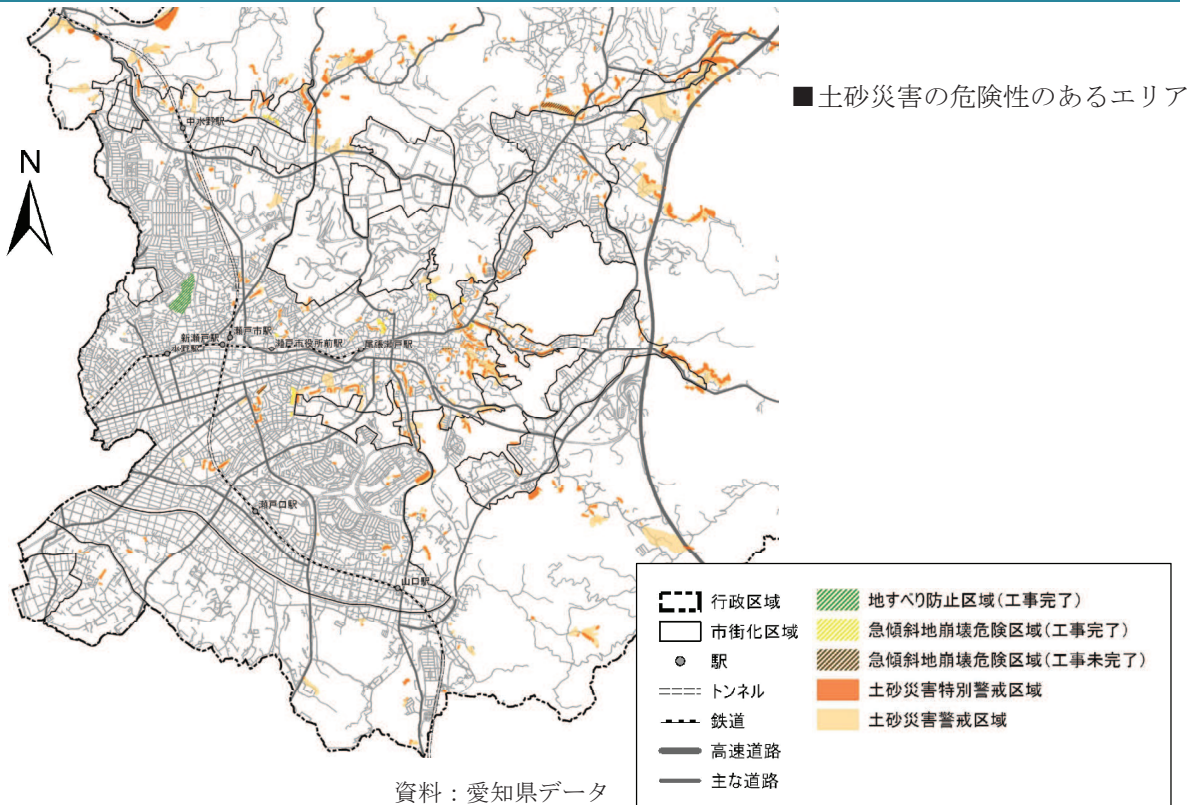 ■土砂災害の危険性のあるエリア
N
中水野駅
新瀬戸駅
瀬戸市駅
水野駅
瀬戸市役所前駅
尾張瀬戸駅
瀬戸口駅
山口駅
行政区域
市街化区域
駅
トンネル
鉄道
高速道路
主な道路
地すべり防止区域(工事完了)
急傾斜地崩壊危険区域(工事完了)
急傾斜地崩壊危険区域(工事未完了)
土砂災害特別警戒区域
土砂災害警戒区域
資料：愛知県データ